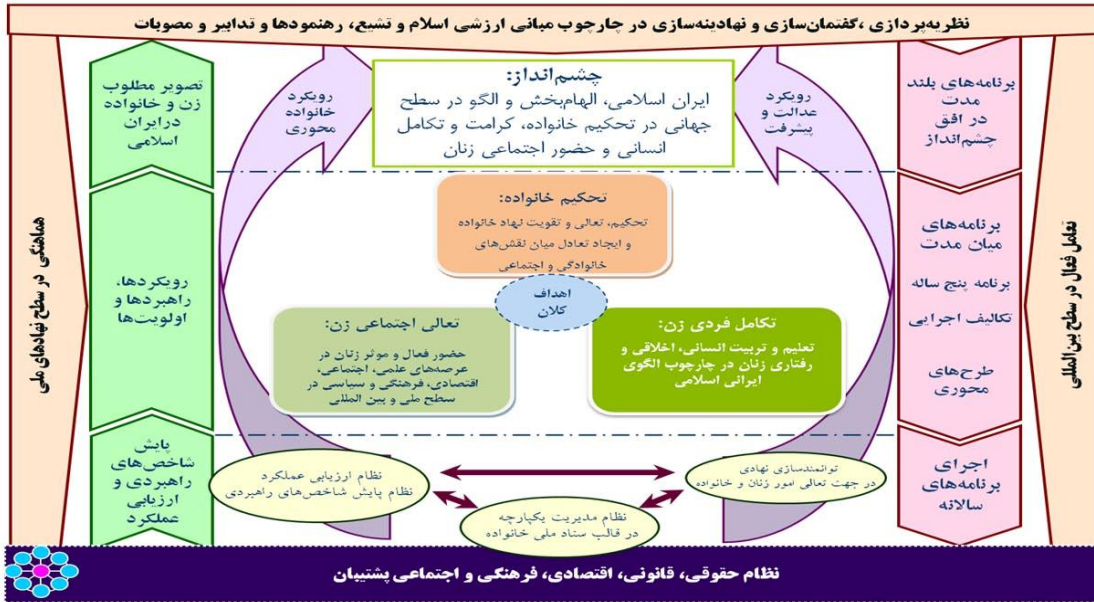 نظریه‌پردازی ،گفتمان‌سازی و نهادینه‌سازی در چارچوب مبانی ارزشی اسلام و تشیع، رهنمودها و تدابیر و مصوبات
تعامل فعال در سطح بین‌المللی
برنامه‌های بلند
مدت
در افق
چشم‌انداز
برنامه‌های
میان مدت
برنامه پنج ساله
تکالیف اجرایی
طرح‌های
محوری
اجرای
برنامه‌های
سالانه
رویکرد
عدالت و
پیشرفت
چشم‌انداز:
ایران اسلامی، الهام‌بخش و الگو در سطح
جهانی در تحکیم خانواده، کرامت و تکامل
انسانی و حضور اجتماعی زنان
رویکرد
خانواده
محوری
تحکیم خانواده:
تحکیم، تعالی و تقویت نهاد خانواده
و ایجاد تعادل میان نقش‌های
خانوادگی و اجتماعی
اهداف
کلان
تکامل فردی زن:
تعلیم و تربیت انسانی، اخلاقی و
رفتاری زنان در چارچوب الگوی
ایرانی اسلامی
تعالی اجتماعی زن:
حضور فعال و موثر زنان در
عرصه‌های علمی، اجتماعی،
اقتصادی، فرهنگی و سیاسی در
سطح ملی و بین المللی
توانمندسازی نهادی
در جهت تعالی امور زنان و خانواده
نظام ارزیابی عملکرد
نظام پایش شاخص‌های راهبردی
نظام مدیریت یکپارچه
در قالب ستاد ملی خانواده
تصویر مطلوب
زن و خانواده
درایران
اسلامی
رویکردها،
راهبردها و
اولویت‌ها
پایش
شاخص‌های
راهبردی و
ارزیابی
عملکرد
هماهنگی در سطح نهادهای ملی
نظام حقوقی، قانونی، اقتصادی، فرهنگی و اجتماعی پشتیبان